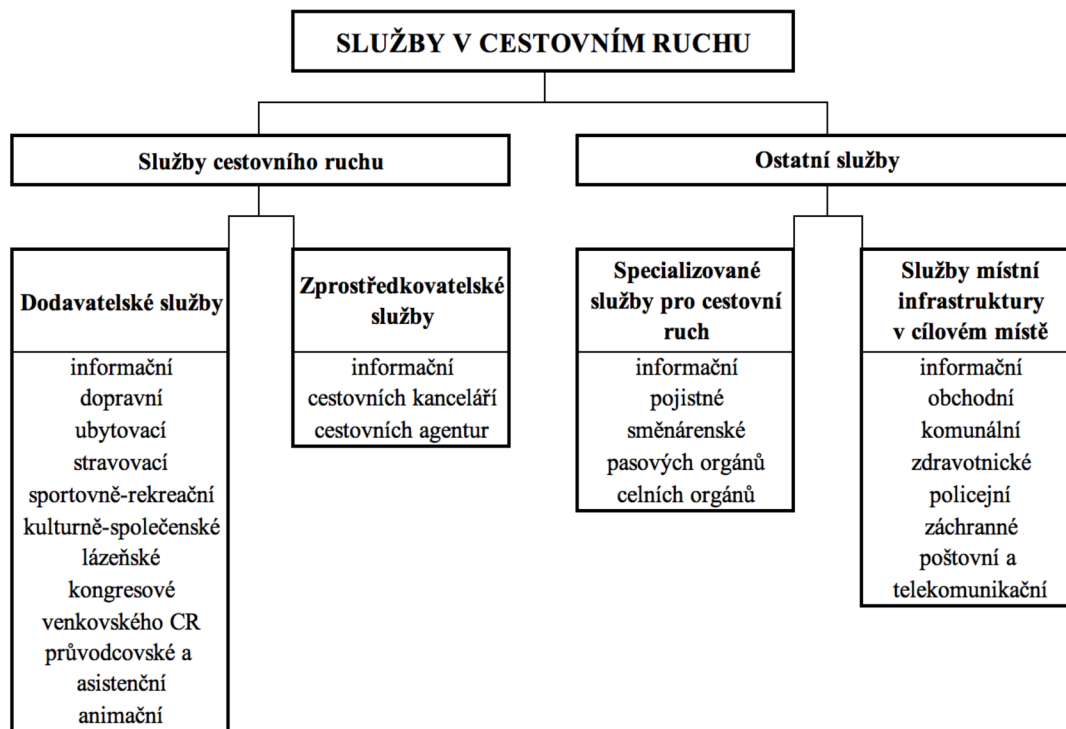 SLUŽBY V CESTOVNÍM RUCHU
Služby cestovního ruchu
Ostatní služby
Dodavatelské služby
informační
dopravní
ubytovací
stravovací
sportovně-rekreační
kulturně-společenské
lázeňské
kongresové
venkovského CR
průvodcovské a
asistenční
animační
Zprostředkovatelské
služby
informační
cestovních kanceláří
cestovních agentur
Specializované
služby pro cestovní
ruch
informační
pojistné
směnárenské
pasových orgánů
celních orgánů
Služby místní
infrastruktury
v cílovém místě
informační
obchodní
komunální
zdravotnické
policejní
záchranné
poštovní a
telekomunikační